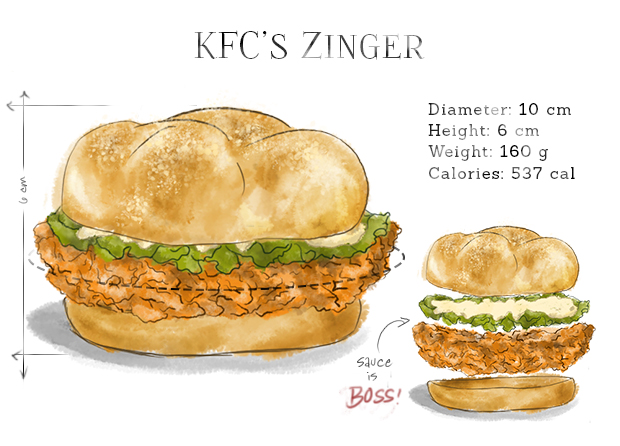 KFC'S ZINGER
Diameter: 10 cm
Height: 6 cm
Weight: 160 g
Calories: 537 cal
6 cm
sauce
is
BOSS!